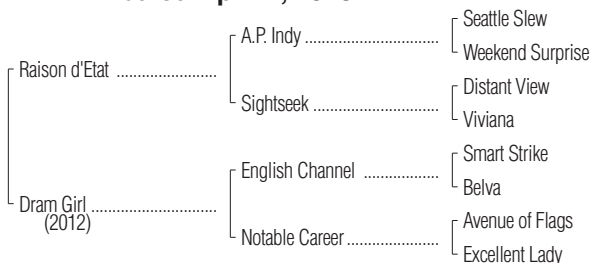 A.P. Indy ................................
Seattle Slew
Weekend Surprise
Raison d'Etat ........................
Sightseek ..............................
Distant View
Viviana
English Channel ..................
Smart Strike
Belva
Dram Girl ..............................
(2012)
Notable Career......................
Avenue of Flags
Excellent Lady